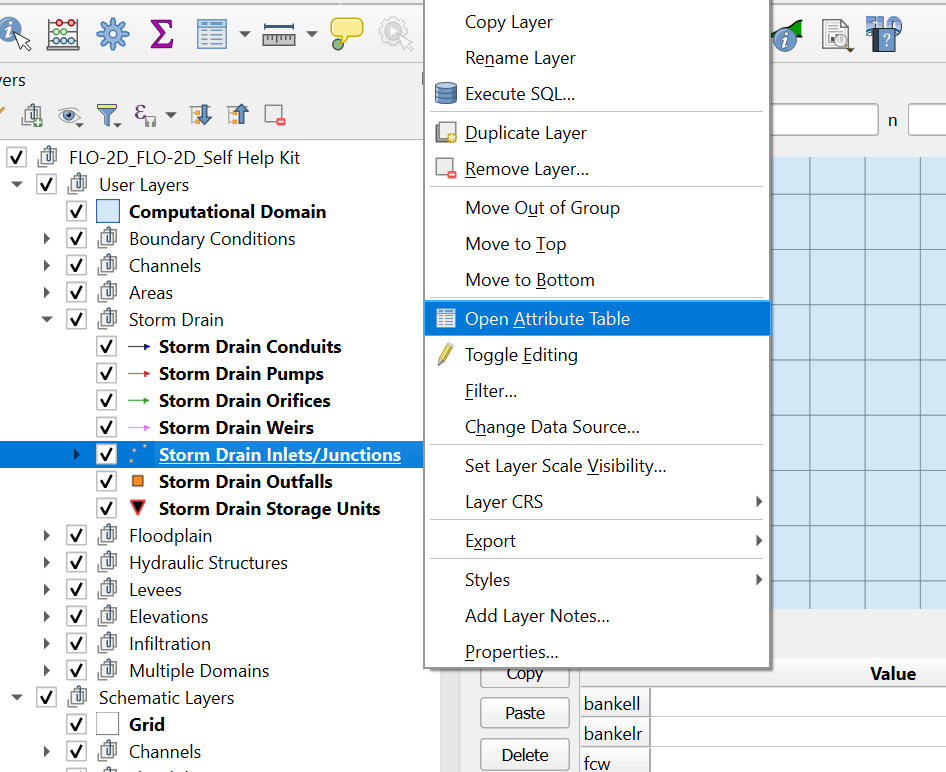 Copy Layer
Rename Layer
Execute SQL...
Duplicate Layer
Remove Layer...
Move Out of Group
Move to Top
Move to Bottom
Open Attribute Table
Toggle Editing
Filter...
Change Data Source...
Set Layer Scale Visibility...
Layer CRS
Export
Styles
Add Layer Notes...
Properties...
FLO-2D_FLO-2D_Self Help Kit
User Layers
Computational Domain
Boundary Conditions
Channels
Areas
Storm Drain
Storm Drain Conduits
Storm Drain Pumps
Storm Drain Orifices
Storm Drain Weirs
Storm Drain Inlets/Junctions
Storm Drain Outfalls
Storm Drain Storage Units
Floodplain
Hydraulic Structures
Levees
Elevations
Infiltration
Multiple Domains
Schematic Layers
Grid
Channels
n
Copy
Paste
Delete
Value
bankell
bankelr
fcw